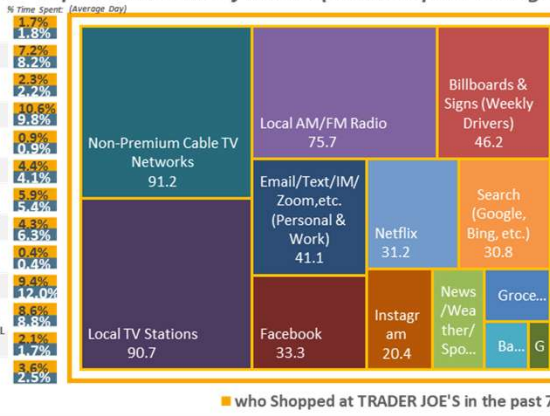 % Time Spent: (Average Day)
1.7%
1.8%
7.2%
8.2%
2.3%
2.2%
10.6%
9.8%
0.9%
0.9%
4.4%
4.1%
5.9%
5.4%
4.3%
6.3%
0.4%
0.4%
9.4%
12.0%
8.6%
8.8%
L
2.1%
1.7%
3.6%
2.5%
Non-Premium Cable TV
Networks
91.2
Local TV Stations
90.7
Local AM/FM Radio
75.7
Billboards &
Signs (Weekly
Drivers)
46.2
Email/Text/IM/
Zoom,etc.
(Personal &
Work)
41.1
Netflix
31.2
Search
(Google,
Bing, etc.)
30.8
Facebook
33.3
Instagr
am
20.4
News
/Wea
ther/
Spo...
Groce...
Ba...
G
who Shopped at TRADER JOE'S in the past 7